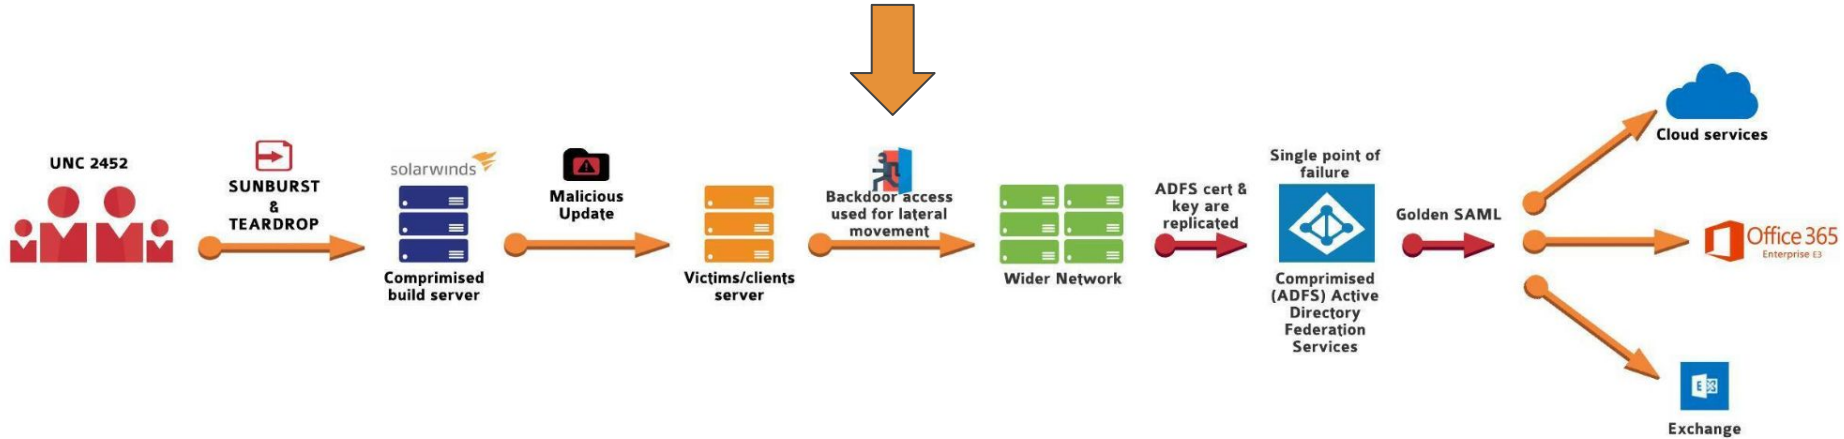 UNC 2452
SUNBURST
&
TEARDROP
solarwinds
Comprimised
build server
Malicious
Update
Victims/clients
server
Backdoor access
used for lateral
movement
Wider Network
ADFS cert &
key are
replicated
Single point of
failure
Comprimised
(ADFS) Active
Directory
Federation
Services
Golden SAML
Cloud services
Office 365
Enterprise E3
E
Exchange